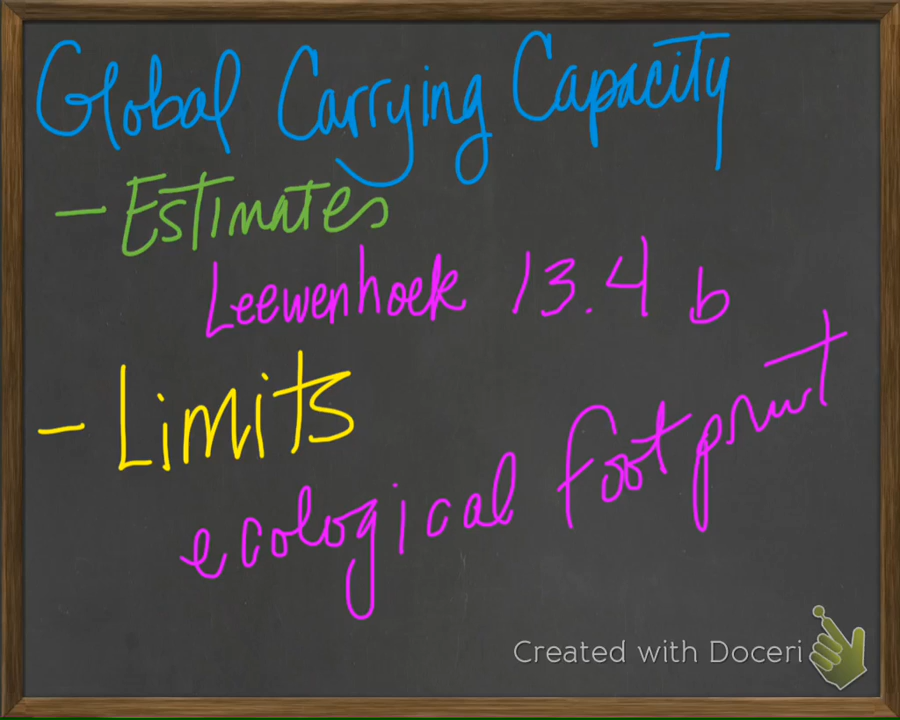 Global Carrying Capacity
- Estimates
Leewenhoek 13.4 b
- Limits
ecological footprint
Created with Doceri